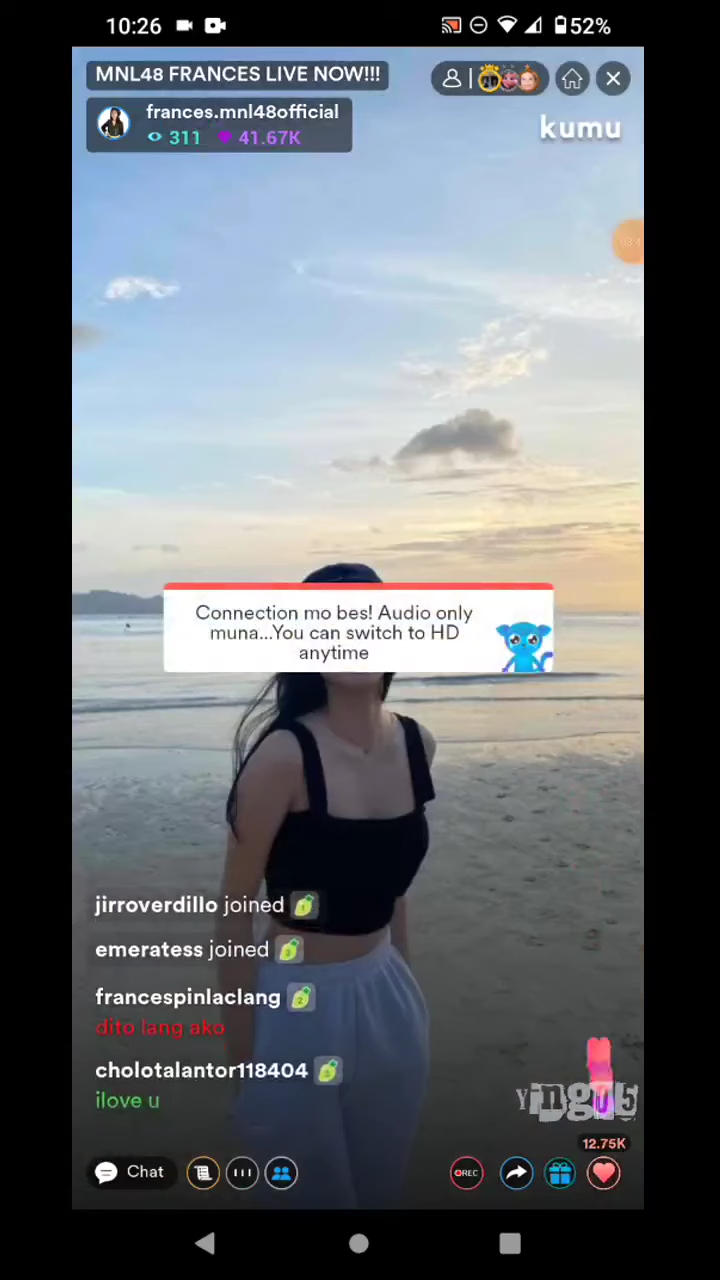 10:26
52%
MNL48 FRANCES LIVE NOW!!!
frances.mnl48official
311 41.67K
kumu
Connection mo bes! Audio only
muna...You can switch to HD
anytime
jirroverdillo joined
emeratess joined
francespinlaclang
dito lang ako
cholotalantor118404
ilove u
12.75K
Chat
REC